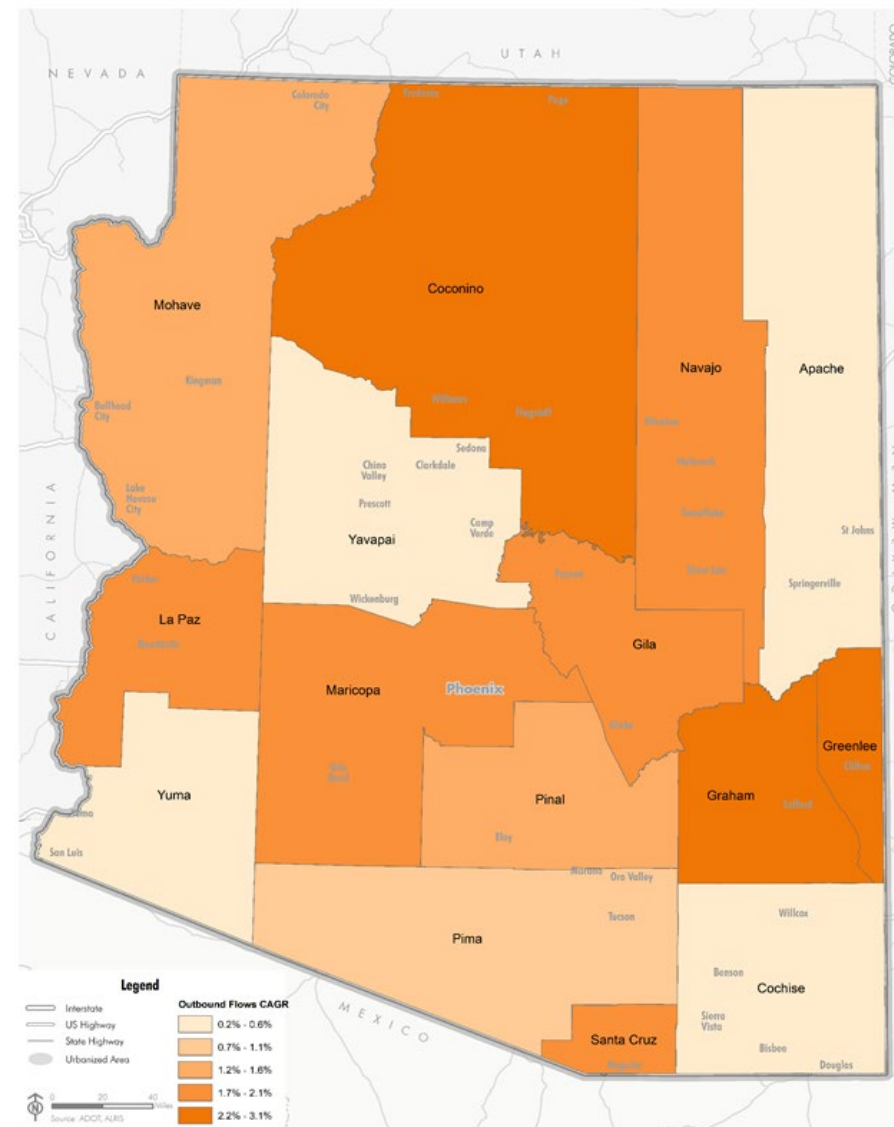 UTAH
NEVADA
COLORADO
Colorado
City
Fredonia
Page
Mohave
Coconino
Navajo
Apache
Kingman
Bullhead
City
Williams
Flagstaff
Winslow
Holbrook
Sedona
Chino
Valley
Clarkdale
Lake
Havasu
City
Prescott
Camp
Verde
Snowflake
St Johns
Yavapai
CALIFORNIA
Show Low
Springerville
Payson
Parker
Wickenburg
La Paz
Quartzsite
Gila
Maricopa
Phoenix
Globe
Greenlee
Clifton
Gila
Bend
Yuma
Pinal
Graham
Safford
Yuma
San Luis
Eloy
Marana
Oro Valley
Tucson
Willcox
Pima
Benson
Cochise
Sierra
Vista
Bisbee
Douglas
Santa Cruz
Nogales
MEXICO
Legend
Interstate
US Highway
State Highway
Urbanized Area
Outbound Flows CAGR
0.2% - 0.6%
0.7% - 1.1%
1.2% - 1.6%
1.7% - 2.1%
2.2% - 3.1%
N
0 20 40
Miles
Source: ADOT, ALRIS